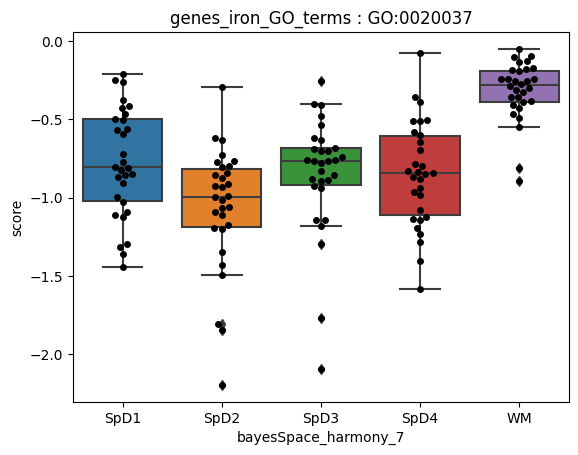 genes_iron_GO_terms : GO:0020037
0.0
−0.5
−1.0
−1.5
−2.0
score
SpD1 SpD2 SpD3 SpD4 WM
bayesSpace_harmony_7